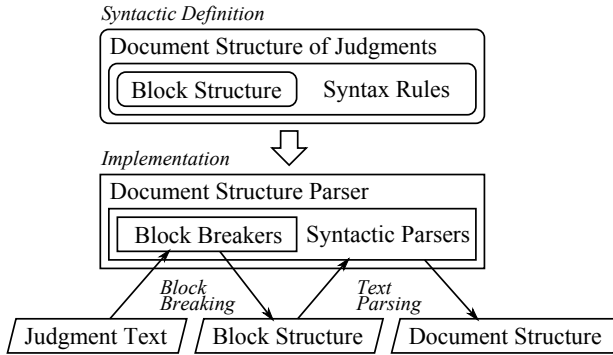 Syntactic Definition
Document Structure of Judgments
Block Structure Syntax Rules
Implementation
Document Structure Parser
Block Breakers Syntactic Parsers
Block
Breaking
Text
Parsing
Judgment Text Block Structure Document Structure